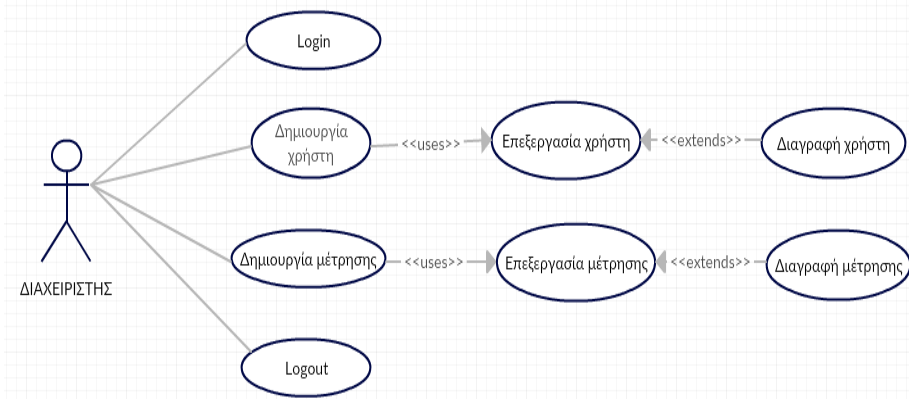 Login
Δημιουργία
χρήστη
<<uses>>
Επεξεργασία χρήστη
<<extends>>
Διαγραφή χρήστη
Δημιουργία μέτρησης
<<uses>>
Επεξεργασία μέτρησης
<<extends>>
Διαγραφή μέτρησης
ΔΙΑΧΕΙΡΙΣΤΗΣ
Logout